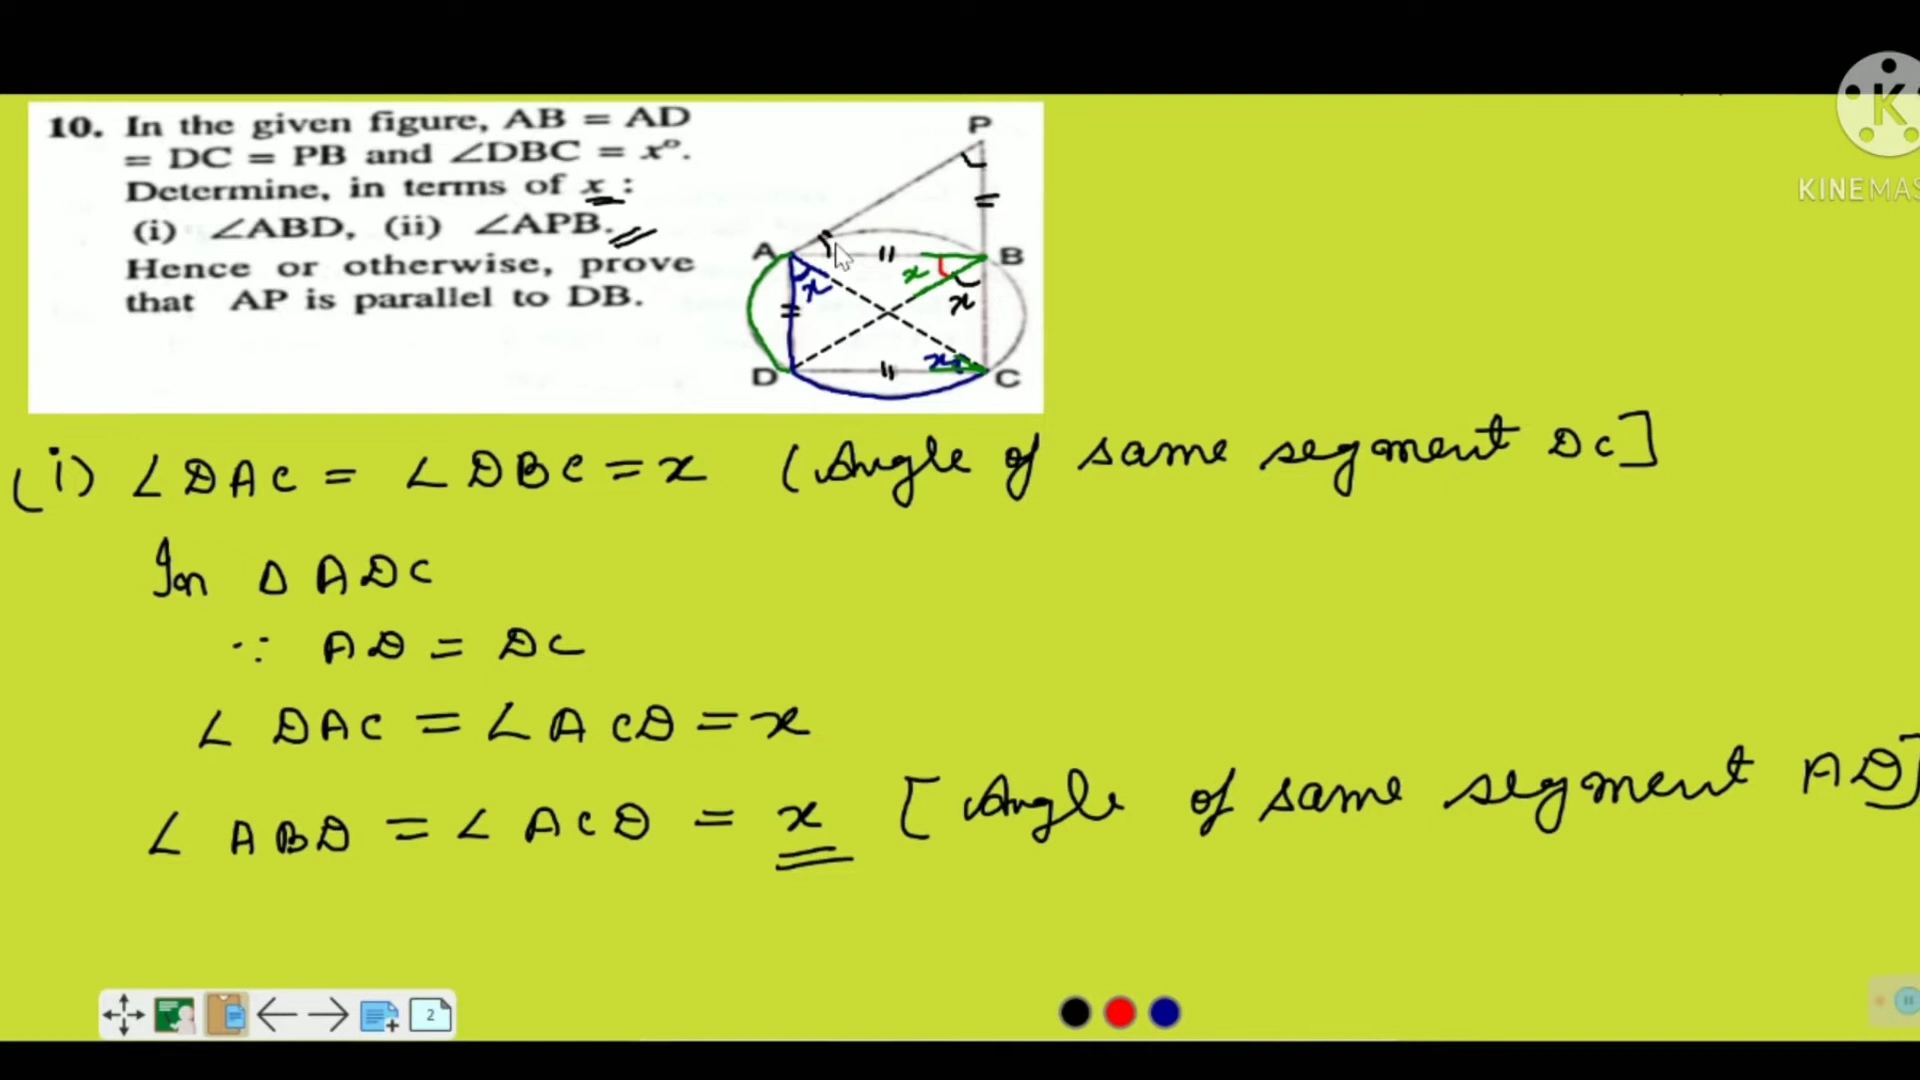 10. In the given figure, AB = AD
= DC = PB and ∠DBC = x°.
Determine, in terms of x :
(i) ∠ABD, (ii) ∠APB.
Hence or otherwise, prove
that AP is parallel to DB.
P
A
B
x
x
x
x
D
C
KINEMAS
(i) ∠DAC = ∠DBC = x (Angle of same segment DC]
In Δ ADC
∵ AD = DC
∠ DAC = ∠ACD = x
∠ ABD = ∠ACD = x [Angle of same segment AD]
2